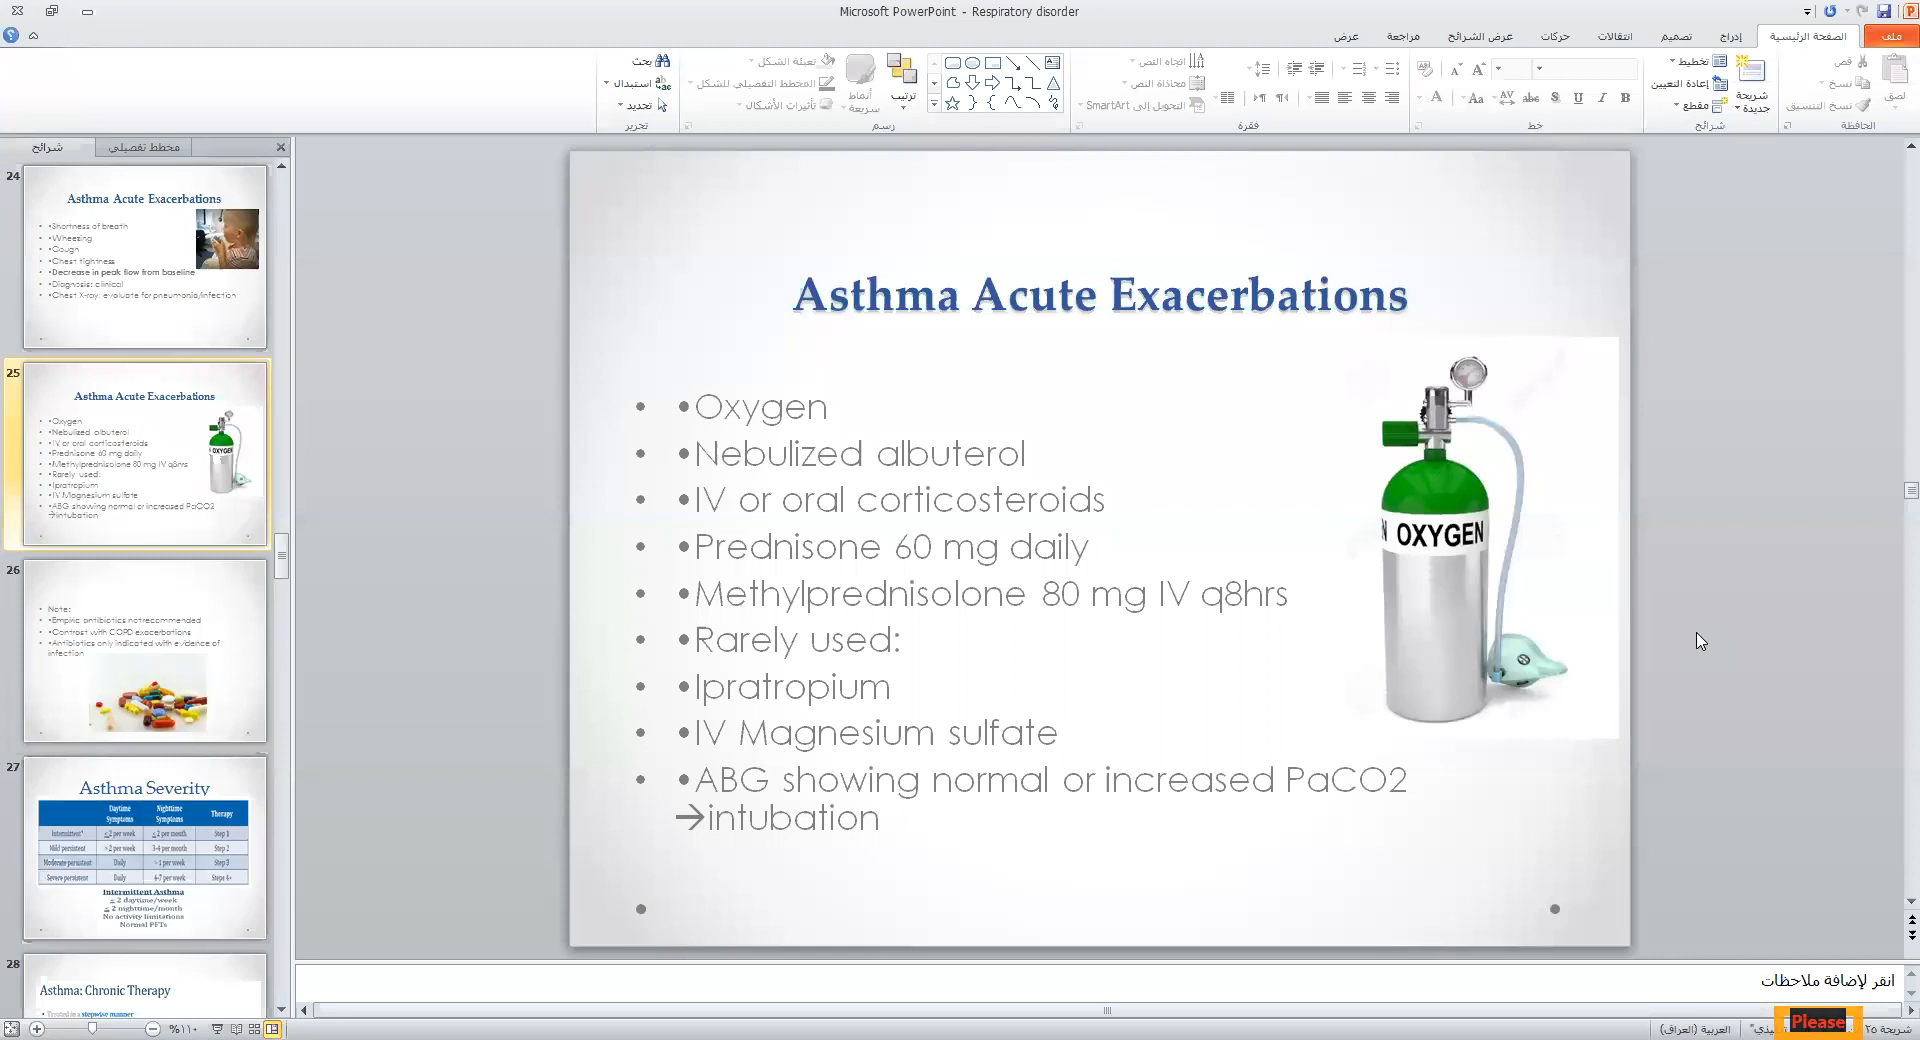 Microsoft PowerPoint - Respiratory disorder
ملف
الصفحة الرئيسية
إدراج
تصميم
انتقالات
حركات
عرض الشرائح
مراجعة
عرض
لصق
قص
نسخ
نسخ التنسيق
الحافظة
شريحة جديدة
تخطيط
إعادة التعيين
مقطع
شرائح
خط
اتجاه النص
محاذاة النص
التحويل إلى SmartArt
فقرة
ترتيب
أنماط سريعة
تعبئة الشكل
المخطط التفصيلي للشكل
تأثيرات الأشكال
رسم
بحث
استبدال
تحديد
تحرير
شرائح
مخطط تفصيلي
24
Asthma Acute Exacerbations
•Shortness of breath
•Wheezing
•Cough
•Chest tightness
•Decrease in peak flow from baseline
•Diagnosis: clinical
•Chest X-ray: evaluate for pneumonia/infection
25
Asthma Acute Exacerbations
•Oxygen
•Nebulized albuterol
•IV or oral corticosteroids
•Prednisone 60 mg daily
•Methylprednisolone 80 mg IV q8hrs
•Rarely used:
•Ipratropium
•IV Magnesium sulfate
•ABG showing normal or increased PaCO2
→intubation
OXYGEN
26
Note:
•Empiric antibiotics not recommended
•Contrast with COPD exacerbations
•Antibiotics only indicated with evidence of
infection
27
Asthma Severity
Daytime Symptoms Nighttime Symptoms Therapy
Intermittent* ≤ 2 per week ≤ 2 per month Step 1
Mild persistent > 2 per week 3-4 per month Step 2
Moderate persistent Daily > 1 per week Step 3
Severe persistent Daily 4-7 per week Steps 4+
Intermittent Asthma
≤ 2 daytime/week
≤ 2 nighttime/month
No activity limitations
Normal PFTs
28
Asthma: Chronic Therapy
• Treated in a stepwise manner
Asthma Acute Exacerbations
•Oxygen
•Nebulized albuterol
•IV or oral corticosteroids
•Prednisone 60 mg daily
•Methylprednisolone 80 mg IV q8hrs
•Rarely used:
•Ipratropium
•IV Magnesium sulfate
•ABG showing normal or increased PaCO2
→intubation
N OXYGEN
انقر لإضافة ملاحظات
شريحة ٢٥
Please
العربية (العراق)
%١١٠